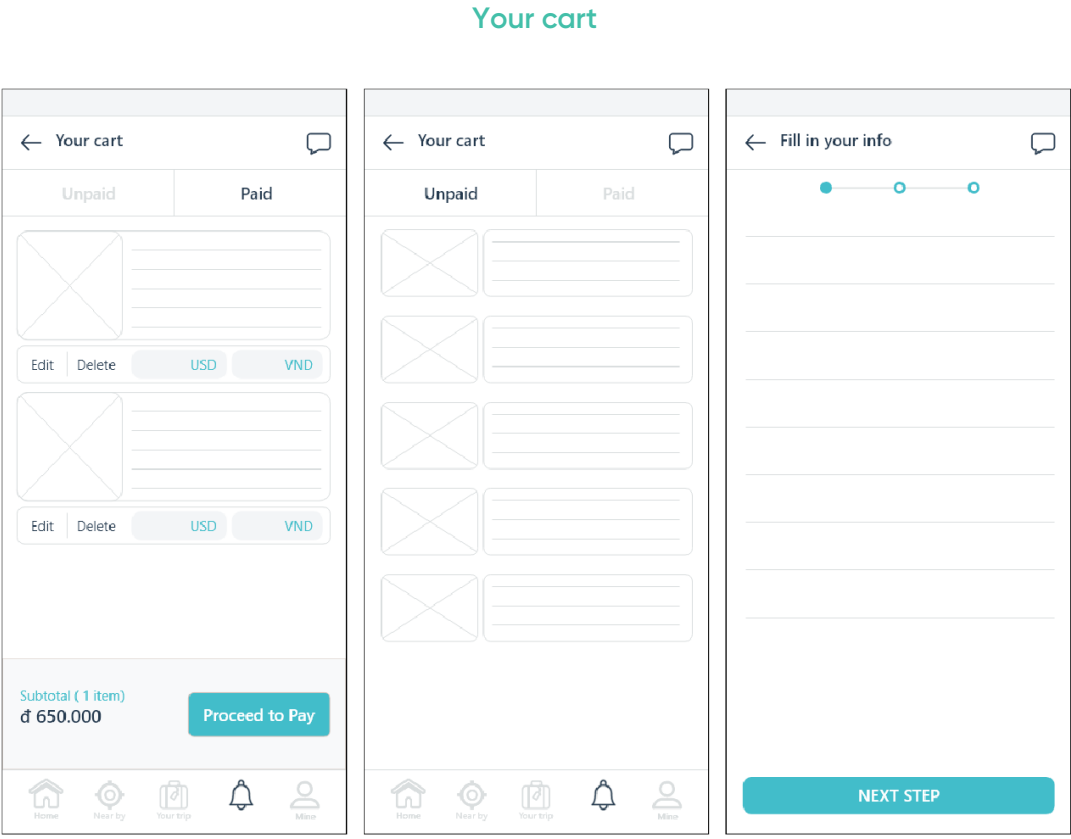 Your cart
Your cart
Unpaid
Paid
Edit
Delete
USD
VND
Edit
Delete
USD
VND
Subtotal ( 1 item)
đ 650.000
Proceed to Pay
Home
Near by
Your trip
Mine
Your cart
Unpaid
Paid
Home
Near by
Your trip
Mine
Fill in your info
NEXT STEP